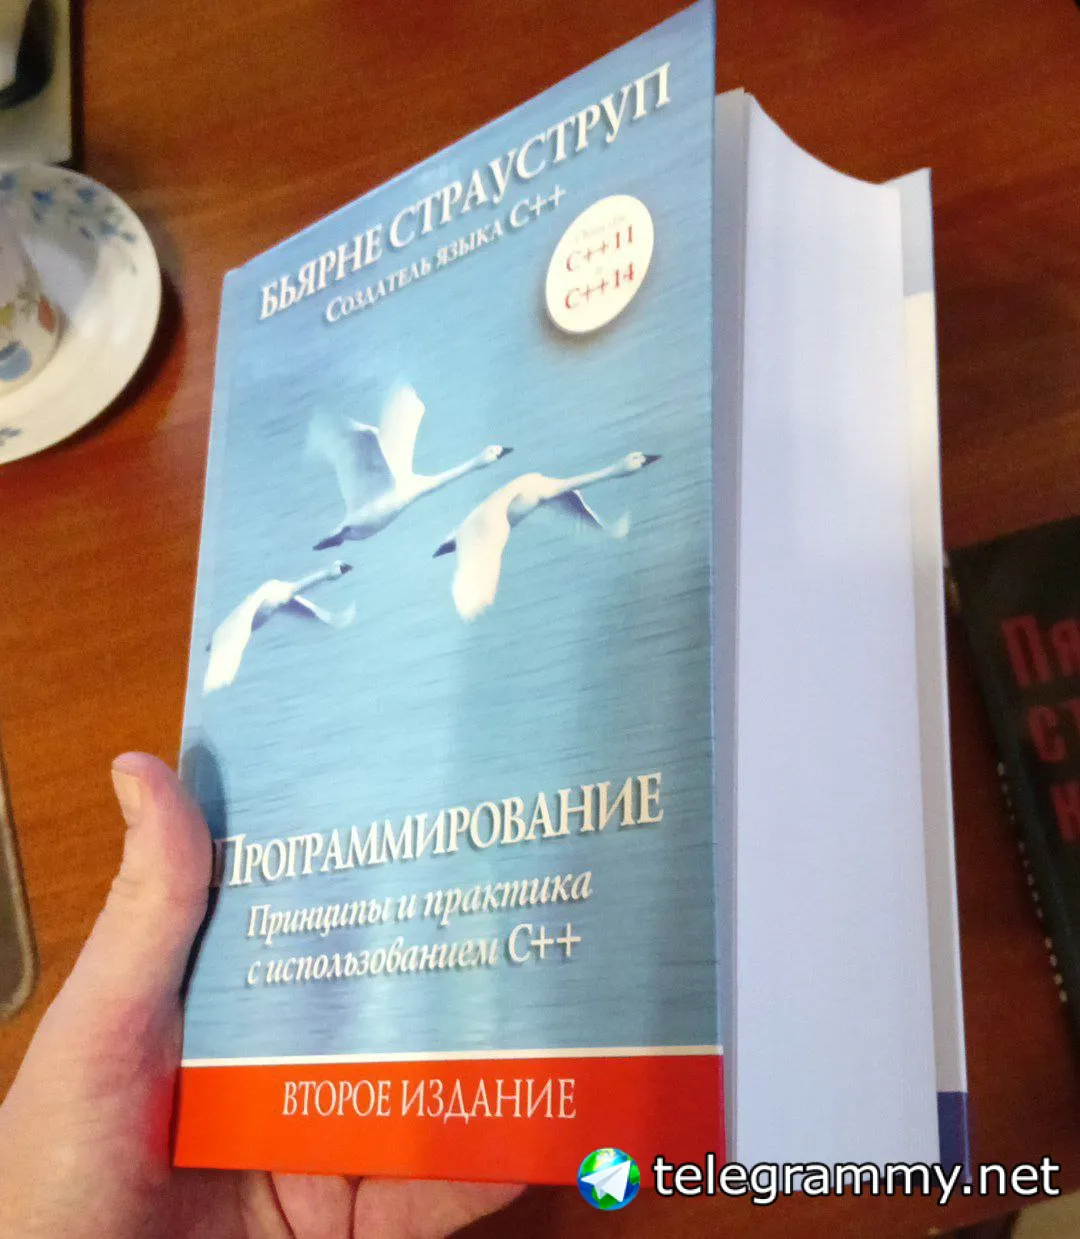 БЬЯРНЕ СТРАУСТРУП
СОЗДАТЕЛЬ ЯЗЫКА C++
C++11
и
C++14
ПРОГРАММИРОВАНИЕ
Принципы и практика
с использованием C++
ВТОРОЕ ИЗДАНИЕ
telegrammy.net